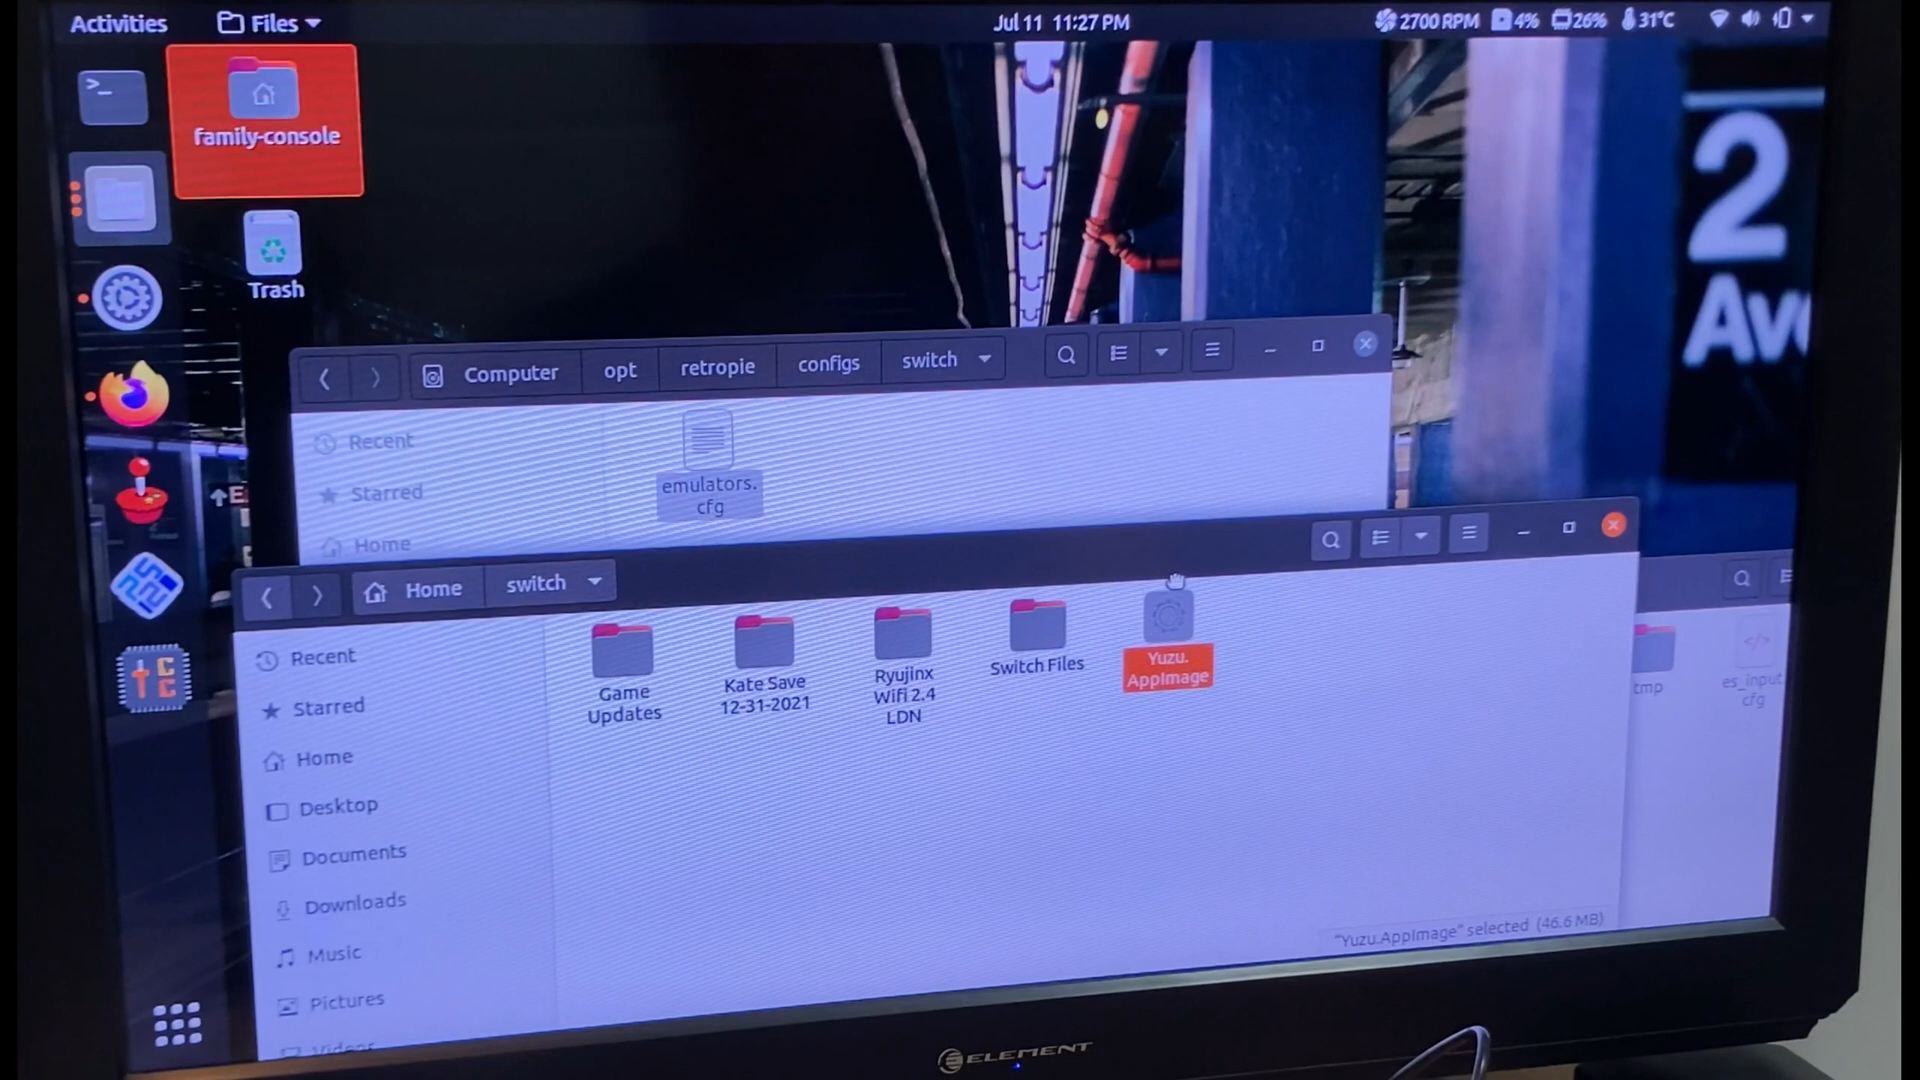 Activities
Files
Jul 11 11:27 PM
2700 RPM
4%
26%
31°C
family-console
Trash
2
Av
Computer
opt
retropie
configs
switch
Recent
Starred
Home
emulators.
cfg
↑E
Home
switch
Recent
Starred
Home
Desktop
Documents
Downloads
Music
Pictures
Videos
Game
Updates
Kate Save
12-31-2021
Ryujinx
Wifi 2.4
LDN
Switch Files
Yuzu.
AppImage
tmp
es_input.
cfg
"Yuzu.AppImage" selected (46.6 MB)
ELEMENT